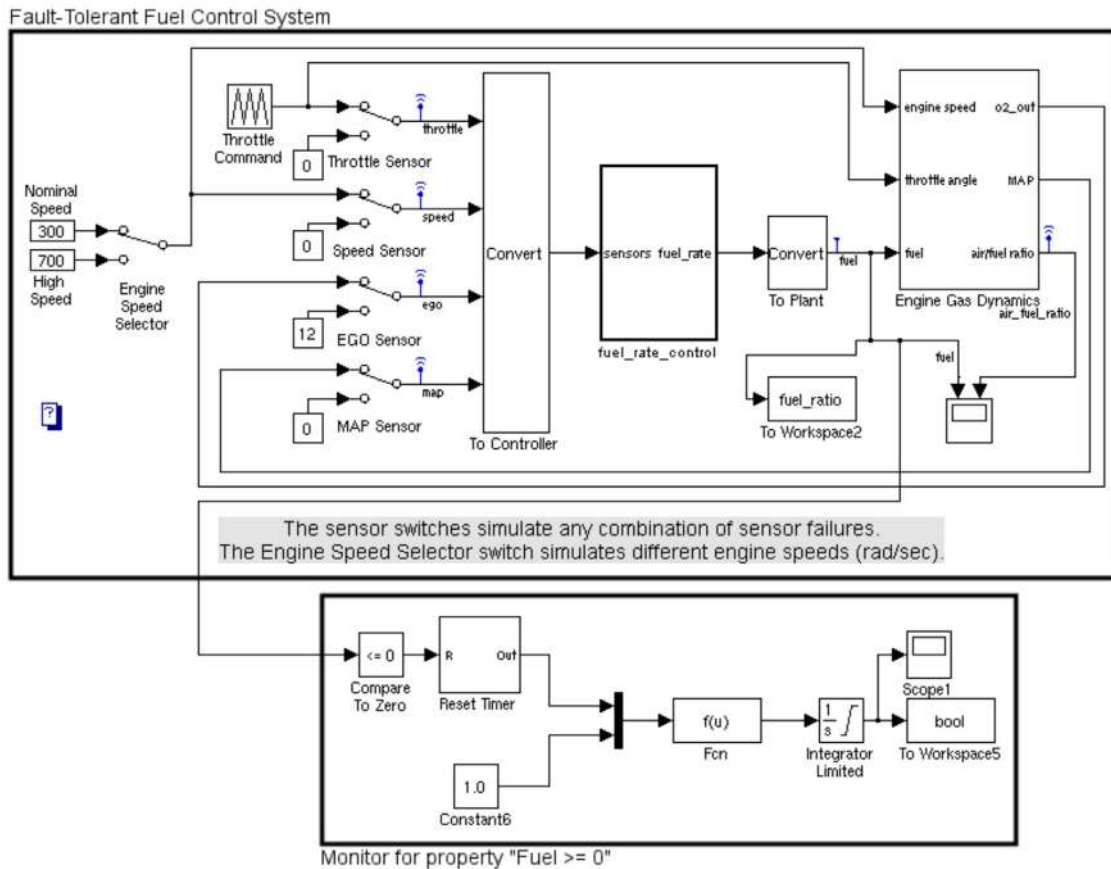 Fault-Tolerant Fuel Control System
Throttle
Command
0
Throttle Sensor
throttle
Nominal
Speed
300
700
High
Speed
Engine
Speed
Selector
0
Speed Sensor
speed
12
EGO Sensor
ego
0
MAP Sensor
map
Convert
To Controller
sensors fuel_rate
fuel_rate_control
Convert
To Plant
fuel
engine speed
o2_out
throttle angle
MAP
fuel
air/fuel ratio
Engine Gas Dynamics
air_fuel_ratio
fuel
fuel_ratio
To Workspace2
?
The sensor switches simulate any combination of sensor failures.
The Engine Speed Selector switch simulates different engine speeds (rad/sec).
<= 0
Compare
To Zero
R
Out
Reset Timer
1.0
Constant6
f(u)
Fcn
1
s
Integrator
Limited
Scope1
bool
To Workspace5
Monitor for property "Fuel >= 0"